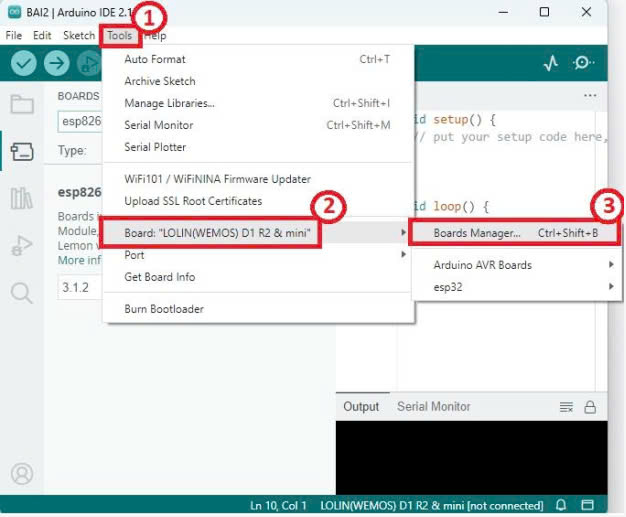 BAI2 | Arduino IDE 2.1
1
File Edit Sketch Tools Help
Auto Format Ctrl+T
Archive Sketch
Manage Libraries... Ctrl+Shift+I
Serial Monitor Ctrl+Shift+M
Serial Plotter
WiFi101 / WiFiNINA Firmware Updater
Upload SSL Root Certificates
2
Board: "LOLIN(WEMOS) D1 R2 & mini"
Port
Get Board Info
Burn Bootloader
3
Boards Manager... Ctrl+Shift+B
Arduino AVR Boards
esp32
BOARDS
esp826
Type:
esp826
Boards i
Module,
Lemon v
More inf
3.1.2
id setup() {
// put your setup code here,
id loop() {
Output Serial Monitor
Ln 10, Col 1 LOLIN(WEMOS) D1 R2 & mini [not connected]